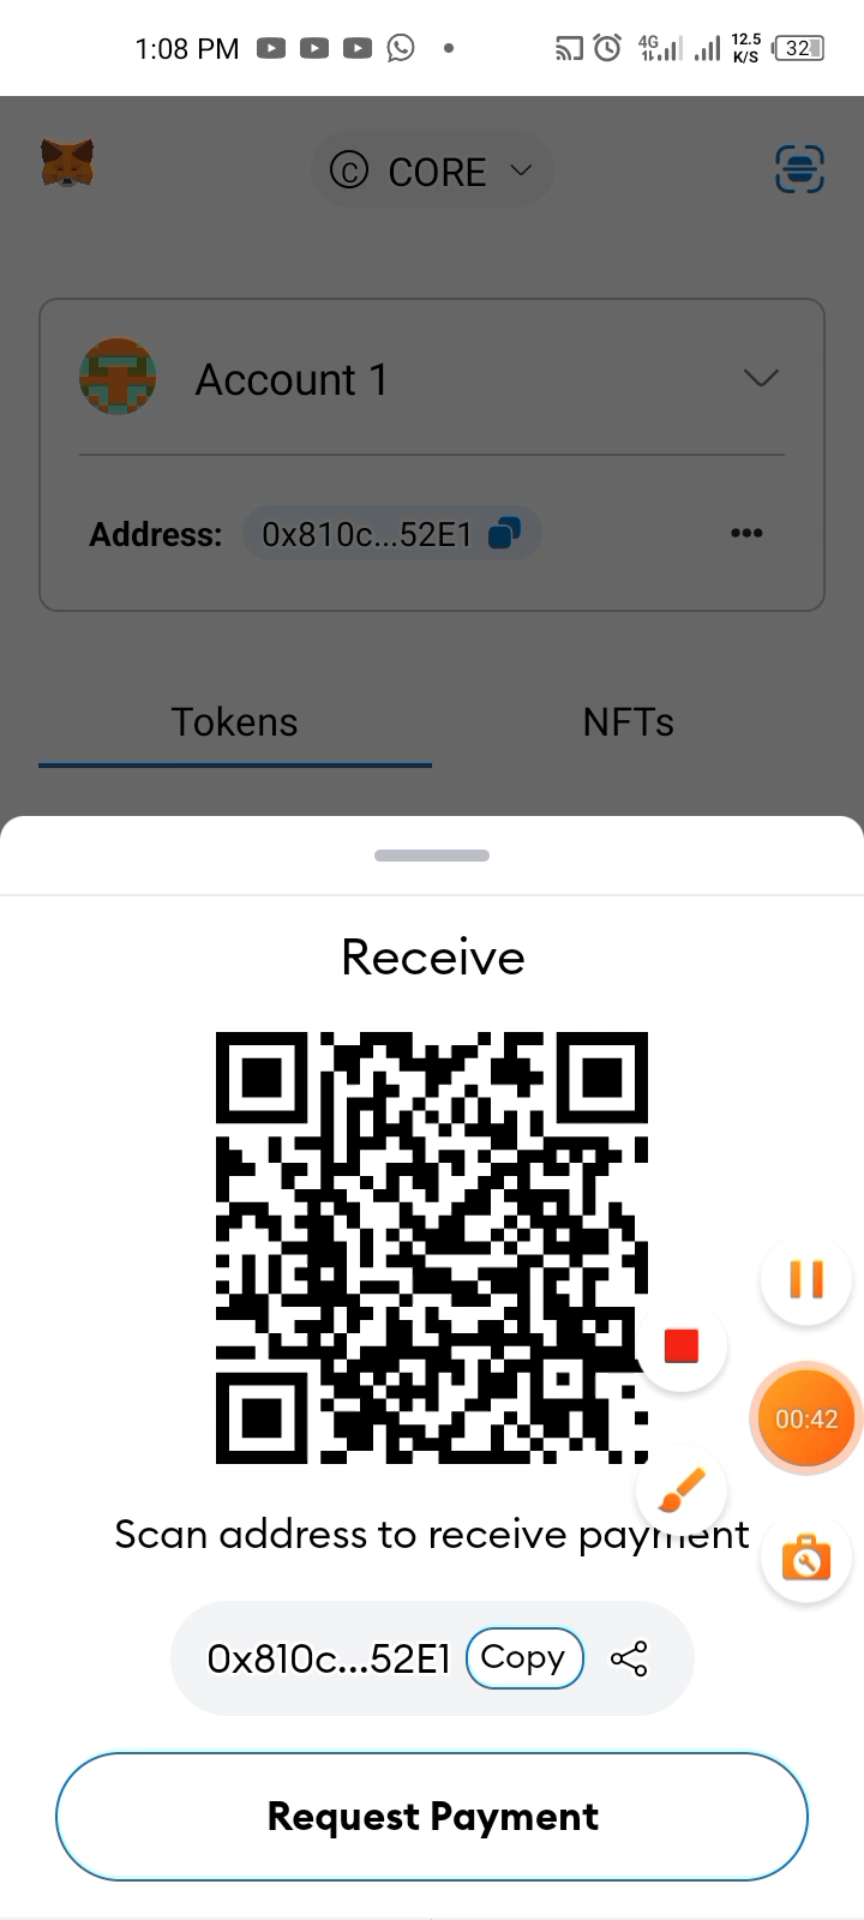 1:08 PM
4G
12.5
K/S
32
CORE
Account 1
Address: 0x810c...52E1
Tokens NFTs
Receive
00:42
Scan address to receive payment
0x810c...52E1 Copy
Request Payment